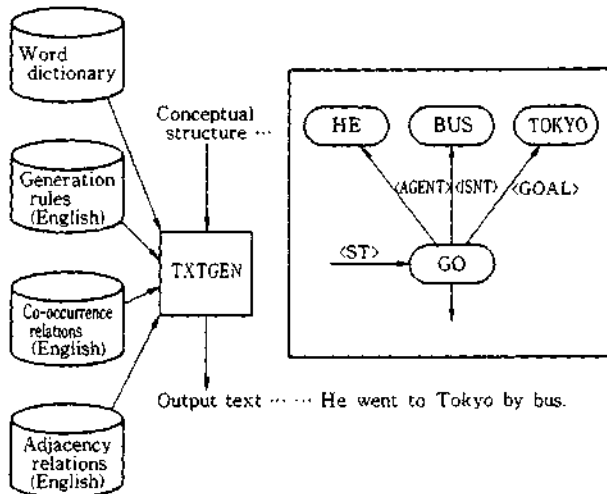 Word
dictionary
Generation
rules
(English)
Co-occurrence
relations
(English)
Adjacency
relations
(English)
Conceptual
structure ...
TXTGEN
Output text ... ... He went to Tokyo by bus.
HE
BUS
TOKYO
<AGENT>
<ISNT>
<GOAL>
<ST>
GO